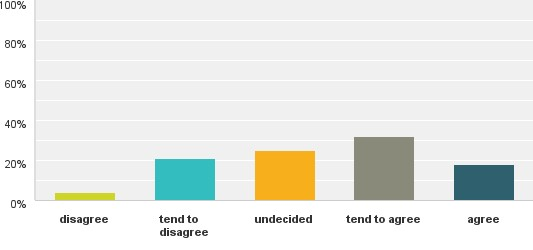 100%
80%
60%
40%
20%
0%
disagree
tend to
disagree
undecided
tend to agree
agree